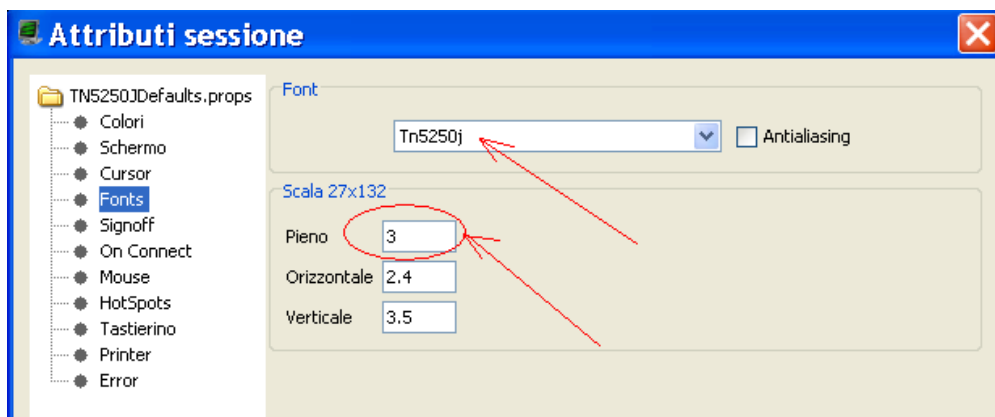 Attributi sessione
TN5250JDefaults.props
Colori
Schermo
Cursor
Fonts
Signoff
On Connect
Mouse
HotSpots
Tastierino
Printer
Error
Font
Tn5250j
Antialiasing
Scala 27x132
Pieno 3
Orizzontale 2.4
Verticale 3.5